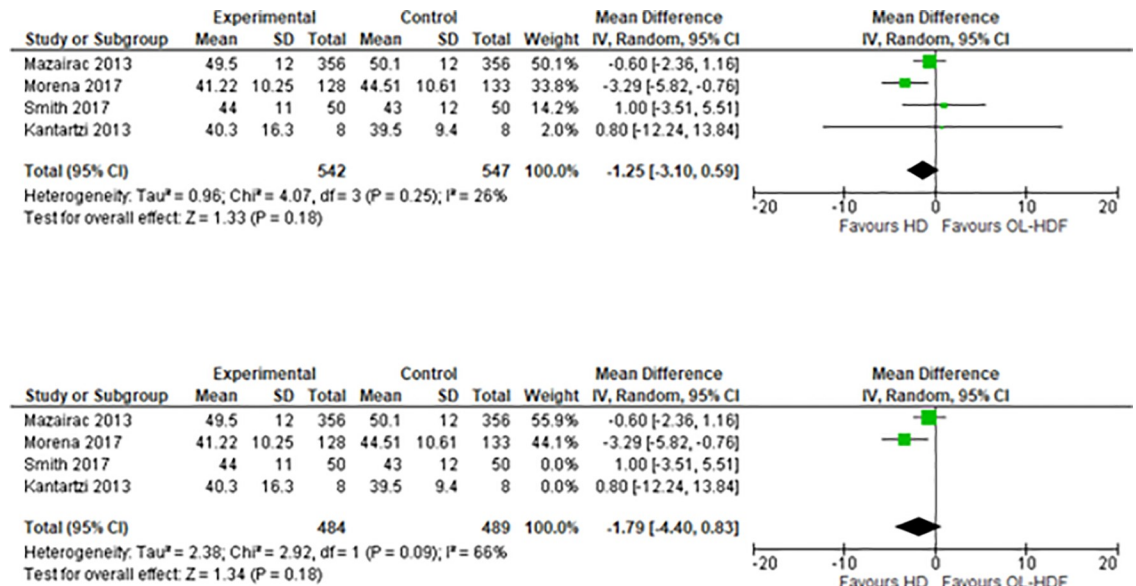 Experimental Control Mean Difference Mean Difference
Study or Subgroup Mean SD Total Mean SD Total Weight IV, Random, 95% CI IV, Random, 95% CI
Mazairac 2013 49.5 12 356 50.1 12 356 50.1% -0.60 [-2.36, 1.16]
Morena 2017 41.22 10.25 128 44.51 10.61 133 33.8% -3.29 [-5.82, -0.76]
Smith 2017 44 11 50 43 12 50 14.2% 1.00 [-3.51, 5.51]
Kantartzi 2013 40.3 16.3 8 39.5 9.4 8 2.0% 0.80 [-12.24, 13.84]
Total (95% CI) 542 547 100.0% -1.25 [-3.10, 0.59]
Heterogeneity: Tau² = 0.96; Chi² = 4.07, df = 3 (P = 0.25); I² = 26%
Test for overall effect: Z = 1.33 (P = 0.18)
-20 -10 0 10 20
Favours HD Favours OL-HDF
Experimental Control Mean Difference Mean Difference
Study or Subgroup Mean SD Total Mean SD Total Weight IV, Random, 95% CI IV, Random, 95% CI
Mazairac 2013 49.5 12 356 50.1 12 356 55.9% -0.60 [-2.36, 1.16]
Morena 2017 41.22 10.25 128 44.51 10.61 133 44.1% -3.29 [-5.82, -0.76]
Smith 2017 44 11 50 43 12 50 0.0% 1.00 [-3.51, 5.51]
Kantartzi 2013 40.3 16.3 8 39.5 9.4 8 0.0% 0.80 [-12.24, 13.84]
Total (95% CI) 484 489 100.0% -1.79 [-4.40, 0.83]
Heterogeneity: Tau² = 2.38; Chi² = 2.92, df = 1 (P = 0.09); I² = 66%
Test for overall effect: Z = 1.34 (P = 0.18)
-20 -10 0 10 20
Favours HD Favours OL-HDF